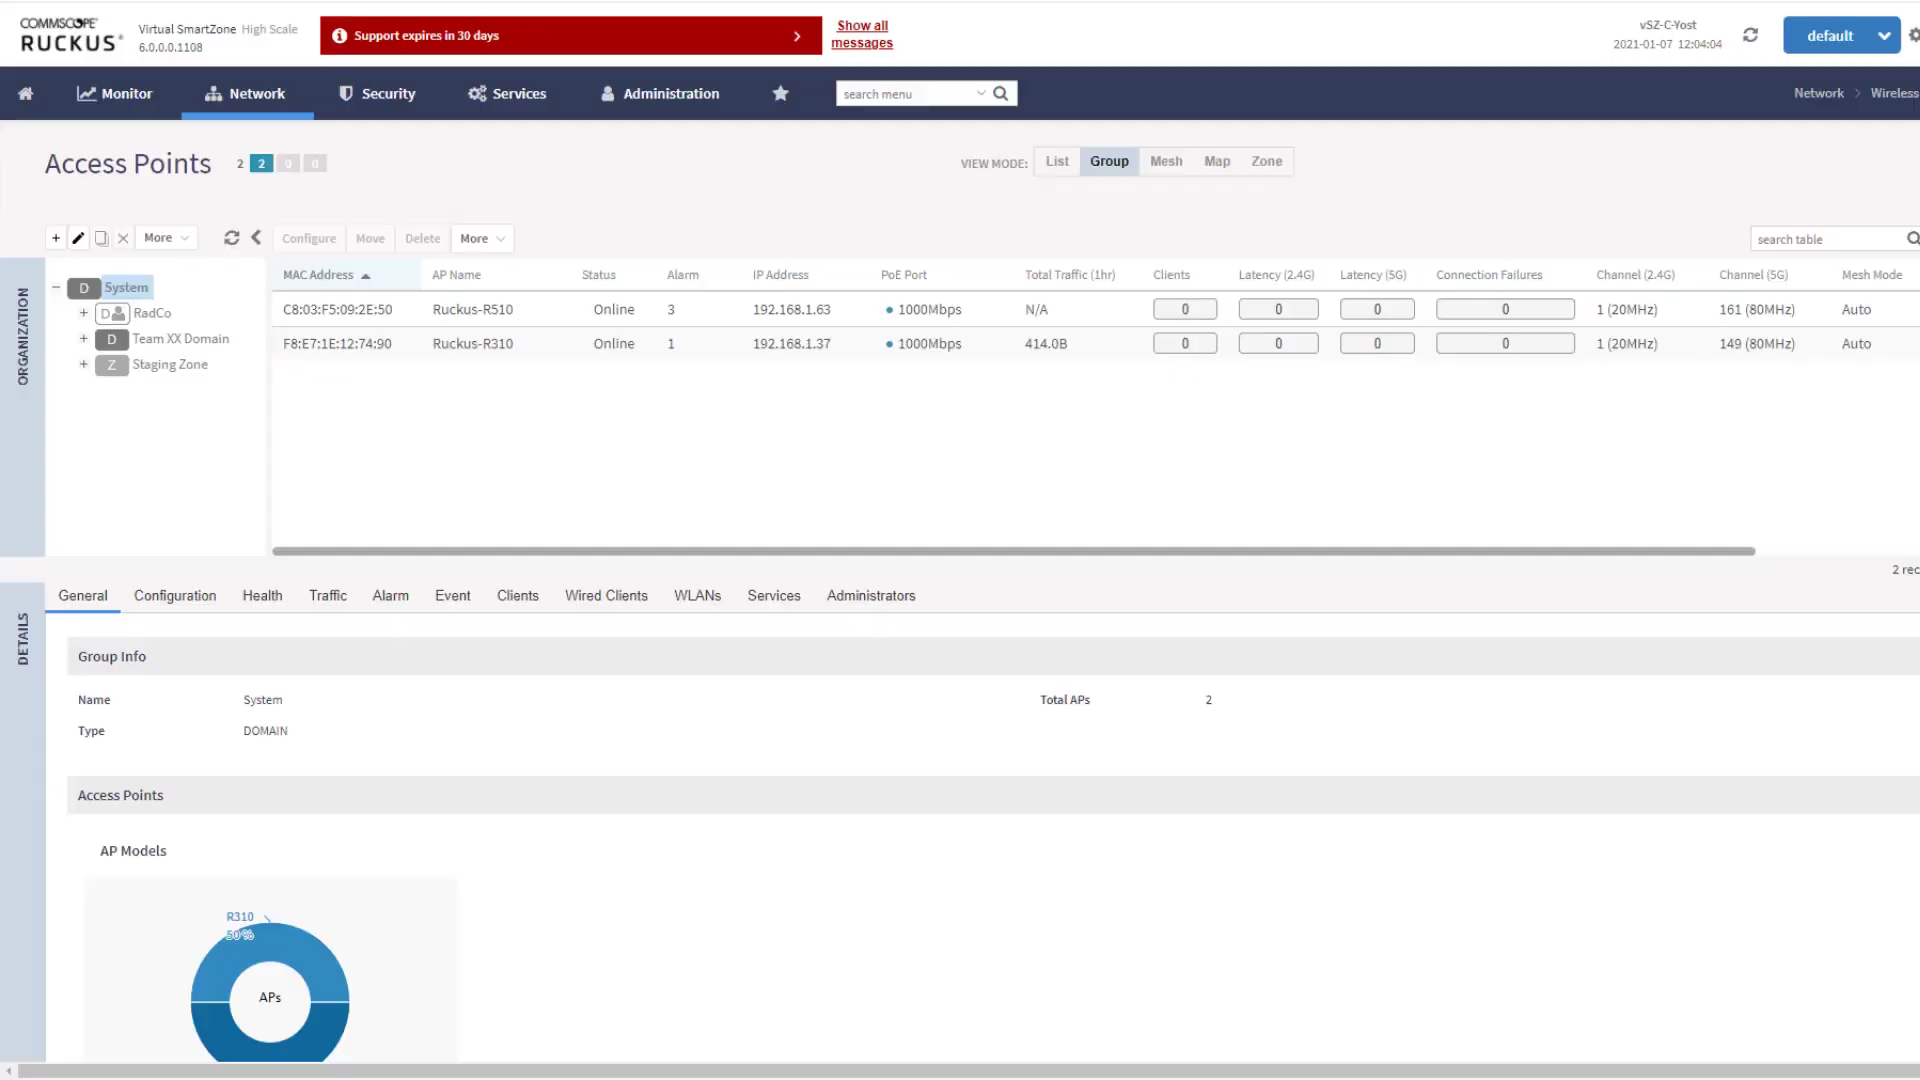 COMMSCOPE
RUCKUS®
Virtual SmartZone High Scale
6.0.0.0.1108
Support expires in 30 days
Show all
messages
vSZ-C-Yost
2021-01-07 12:04:04
default
Monitor Network Security Services Administration search menu Network > Wireless
Access Points 2 2 0 0
VIEW MODE: List Group Mesh Map Zone
+ More Configure Move Delete More search table
ORGANIZATION
D System
+ D RadCo
+ D Team XX Domain
+ Z Staging Zone
MAC Address AP Name Status Alarm IP Address PoE Port Total Traffic (1hr) Clients Latency (2.4G) Latency (5G) Connection Failures Channel (2.4G) Channel (5G) Mesh Mode
C8:03:F5:09:2E:50 Ruckus-R510 Online 3 192.168.1.63 1000Mbps N/A 0 0 0 0 1 (20MHz) 161 (80MHz) Auto
F8:E7:1E:12:74:90 Ruckus-R310 Online 1 192.168.1.37 1000Mbps 414.0B 0 0 0 0 1 (20MHz) 149 (80MHz) Auto
2 rec
DETAILS
General Configuration Health Traffic Alarm Event Clients Wired Clients WLANs Services Administrators
Group Info
Name System Total APs 2
Type DOMAIN
Access Points
AP Models
R310
50%
APs